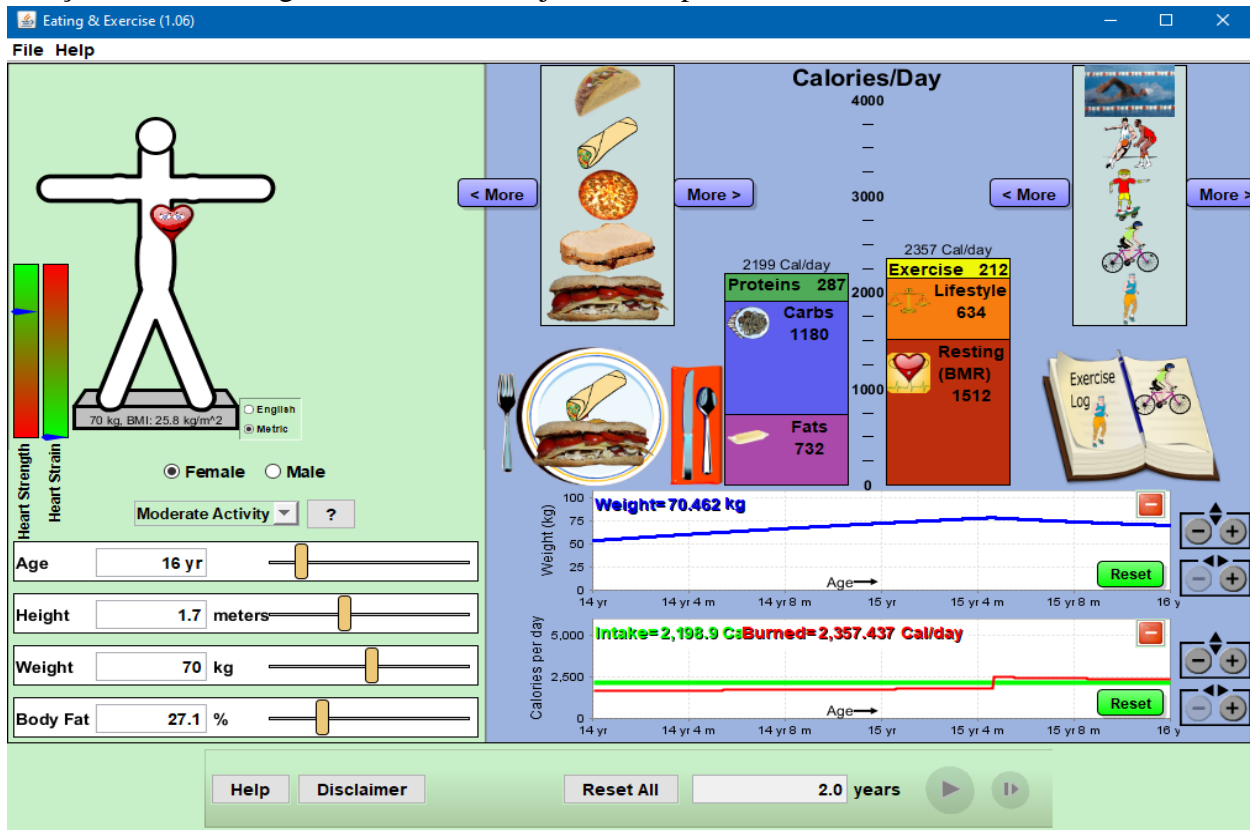 Eating & Exercise (1.06)
File Help
Calories/Day
4000
3000
2000
1000
0
< More
More >
< More
More >
2199 Cal/day
Proteins 287
Carbs
1180
Fats
732
2357 Cal/day
Exercise 212
Lifestyle
634
Resting
(BMR)
1512
Exercise
Log
70 kg, BMI: 25.8 kg/m^2
English
Metric
Heart Strength
Heart Strain
Female Male
Moderate Activity ?
Age 16 yr
Height 1.7 meters
Weight 70 kg
Body Fat 27.1 %
Weight (kg)
100
75
50
25
0
Weight= 70.462 kg
Age
Reset
14 yr 14 yr 4 m 14 yr 8 m 15 yr 15 yr 4 m 15 yr 8 m 16 y
Calories per day
5,000
2,500
0
Intake= 2,198.9 Ca Burned= 2,357.437 Cal/day
Age
Reset
14 yr 14 yr 4 m 14 yr 8 m 15 yr 15 yr 4 m 15 yr 8 m 16 y
Help Disclaimer Reset All 2.0 years